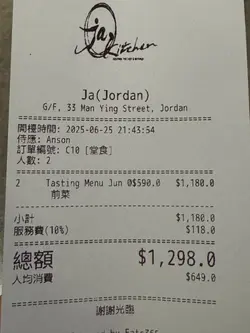 ja
Kitchen
Ja(Jordan)
G/F, 33 Man Ying Street, Jordan
開檯時間: 2025-06-25 21:43:54
侍應: Anson
訂單編號: C10 [堂食]
人數: 2
2 Tasting Menu Jun @$590.0 $1,180.0
前菜
小計 $1,180.0
服務費(10%) $118.0
總額 $1,298.0
人均消費 $649.0
謝謝光臨